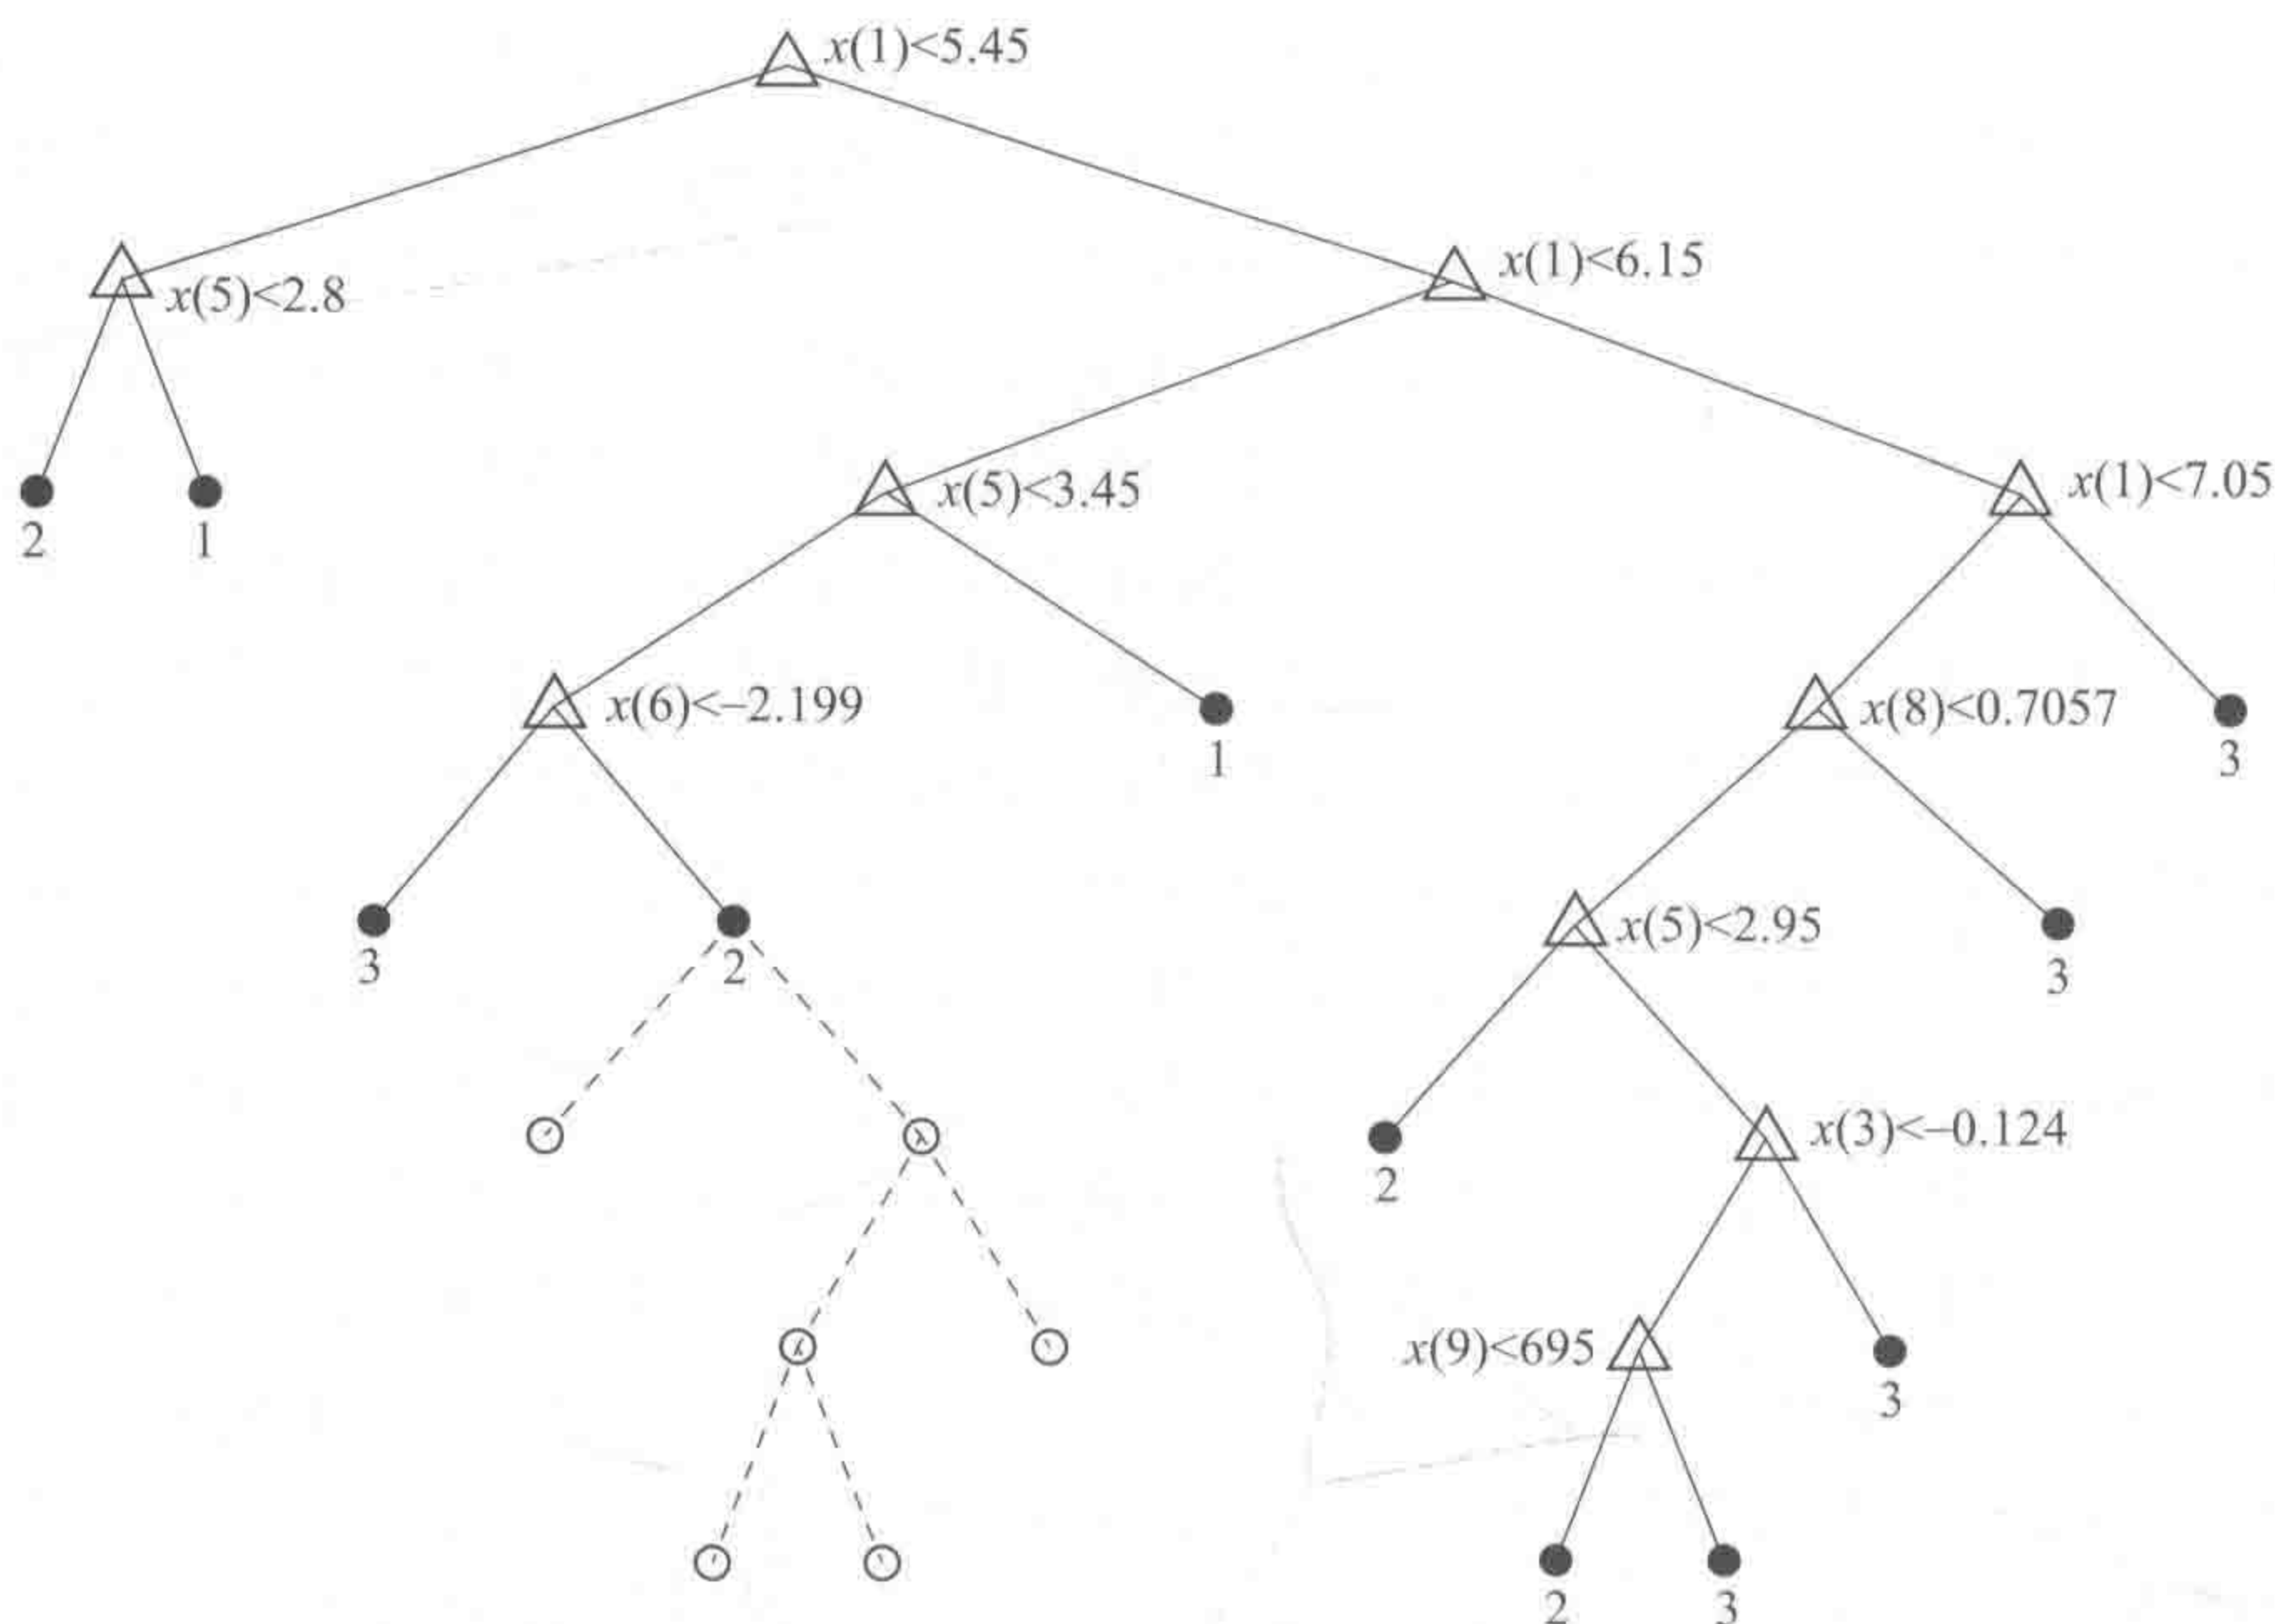 x(1)<5.45
x(5)<2.8
x(1)<6.15
2
1
x(5)<3.45
x(1)<7.05
x(6)<–2.199
1
x(8)<0.7057
3
3
2
x(5)<2.95
3
2
x(3)<–0.124
x(9)<695
3
2
3